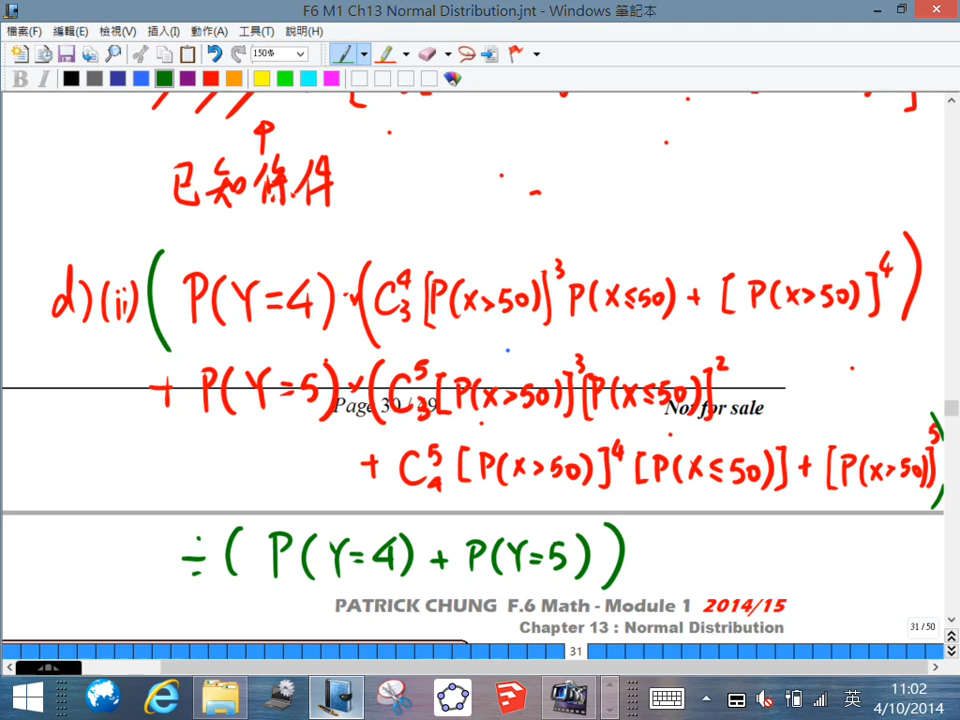 F6 M1 Ch13 Normal Distribution.jnt - Windows 筆記本
檔案(F) 編輯(E) 檢視(V) 插入(I) 動作(A) 工具(T) 說明(H)
150%
B I
已知條件
d)(ii) ( P(Y=4) × ( C⁴₃ [P(X>50)]³ P(X≤50) + [P(X>50)]⁴ )
+ P(Y=5) × ( C⁵₃ [P(X>50)]³ [P(X≤50)]²
Page 30 / 39 Not for sale
+ C⁵₄ [P(X>50)]⁴ [P(X≤50)] + [P(X>50)]⁵ )
÷ ( P(Y=4) + P(Y=5) )
PATRICK CHUNG F.6 Math - Module 1 2014/15
Chapter 13 : Normal Distribution
31 / 50
31
英
11:02
4/10/2014